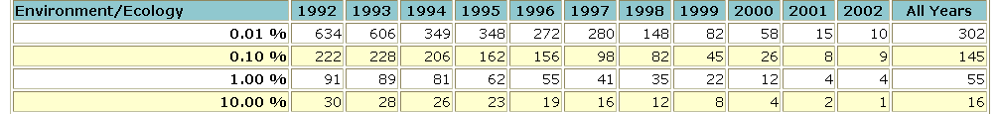 Environment/Ecology 1992 1993 1994 1995 1996 1997 1998 1999 2000 2001 2002 All Years
0.01 % 634 606 349 348 272 280 148 82 58 15 10 302
0.10 % 222 228 206 162 156 98 82 45 26 8 9 145
1.00 % 91 89 81 62 55 41 35 22 12 4 4 55
10.00 % 30 28 26 23 19 16 12 8 4 2 1 16